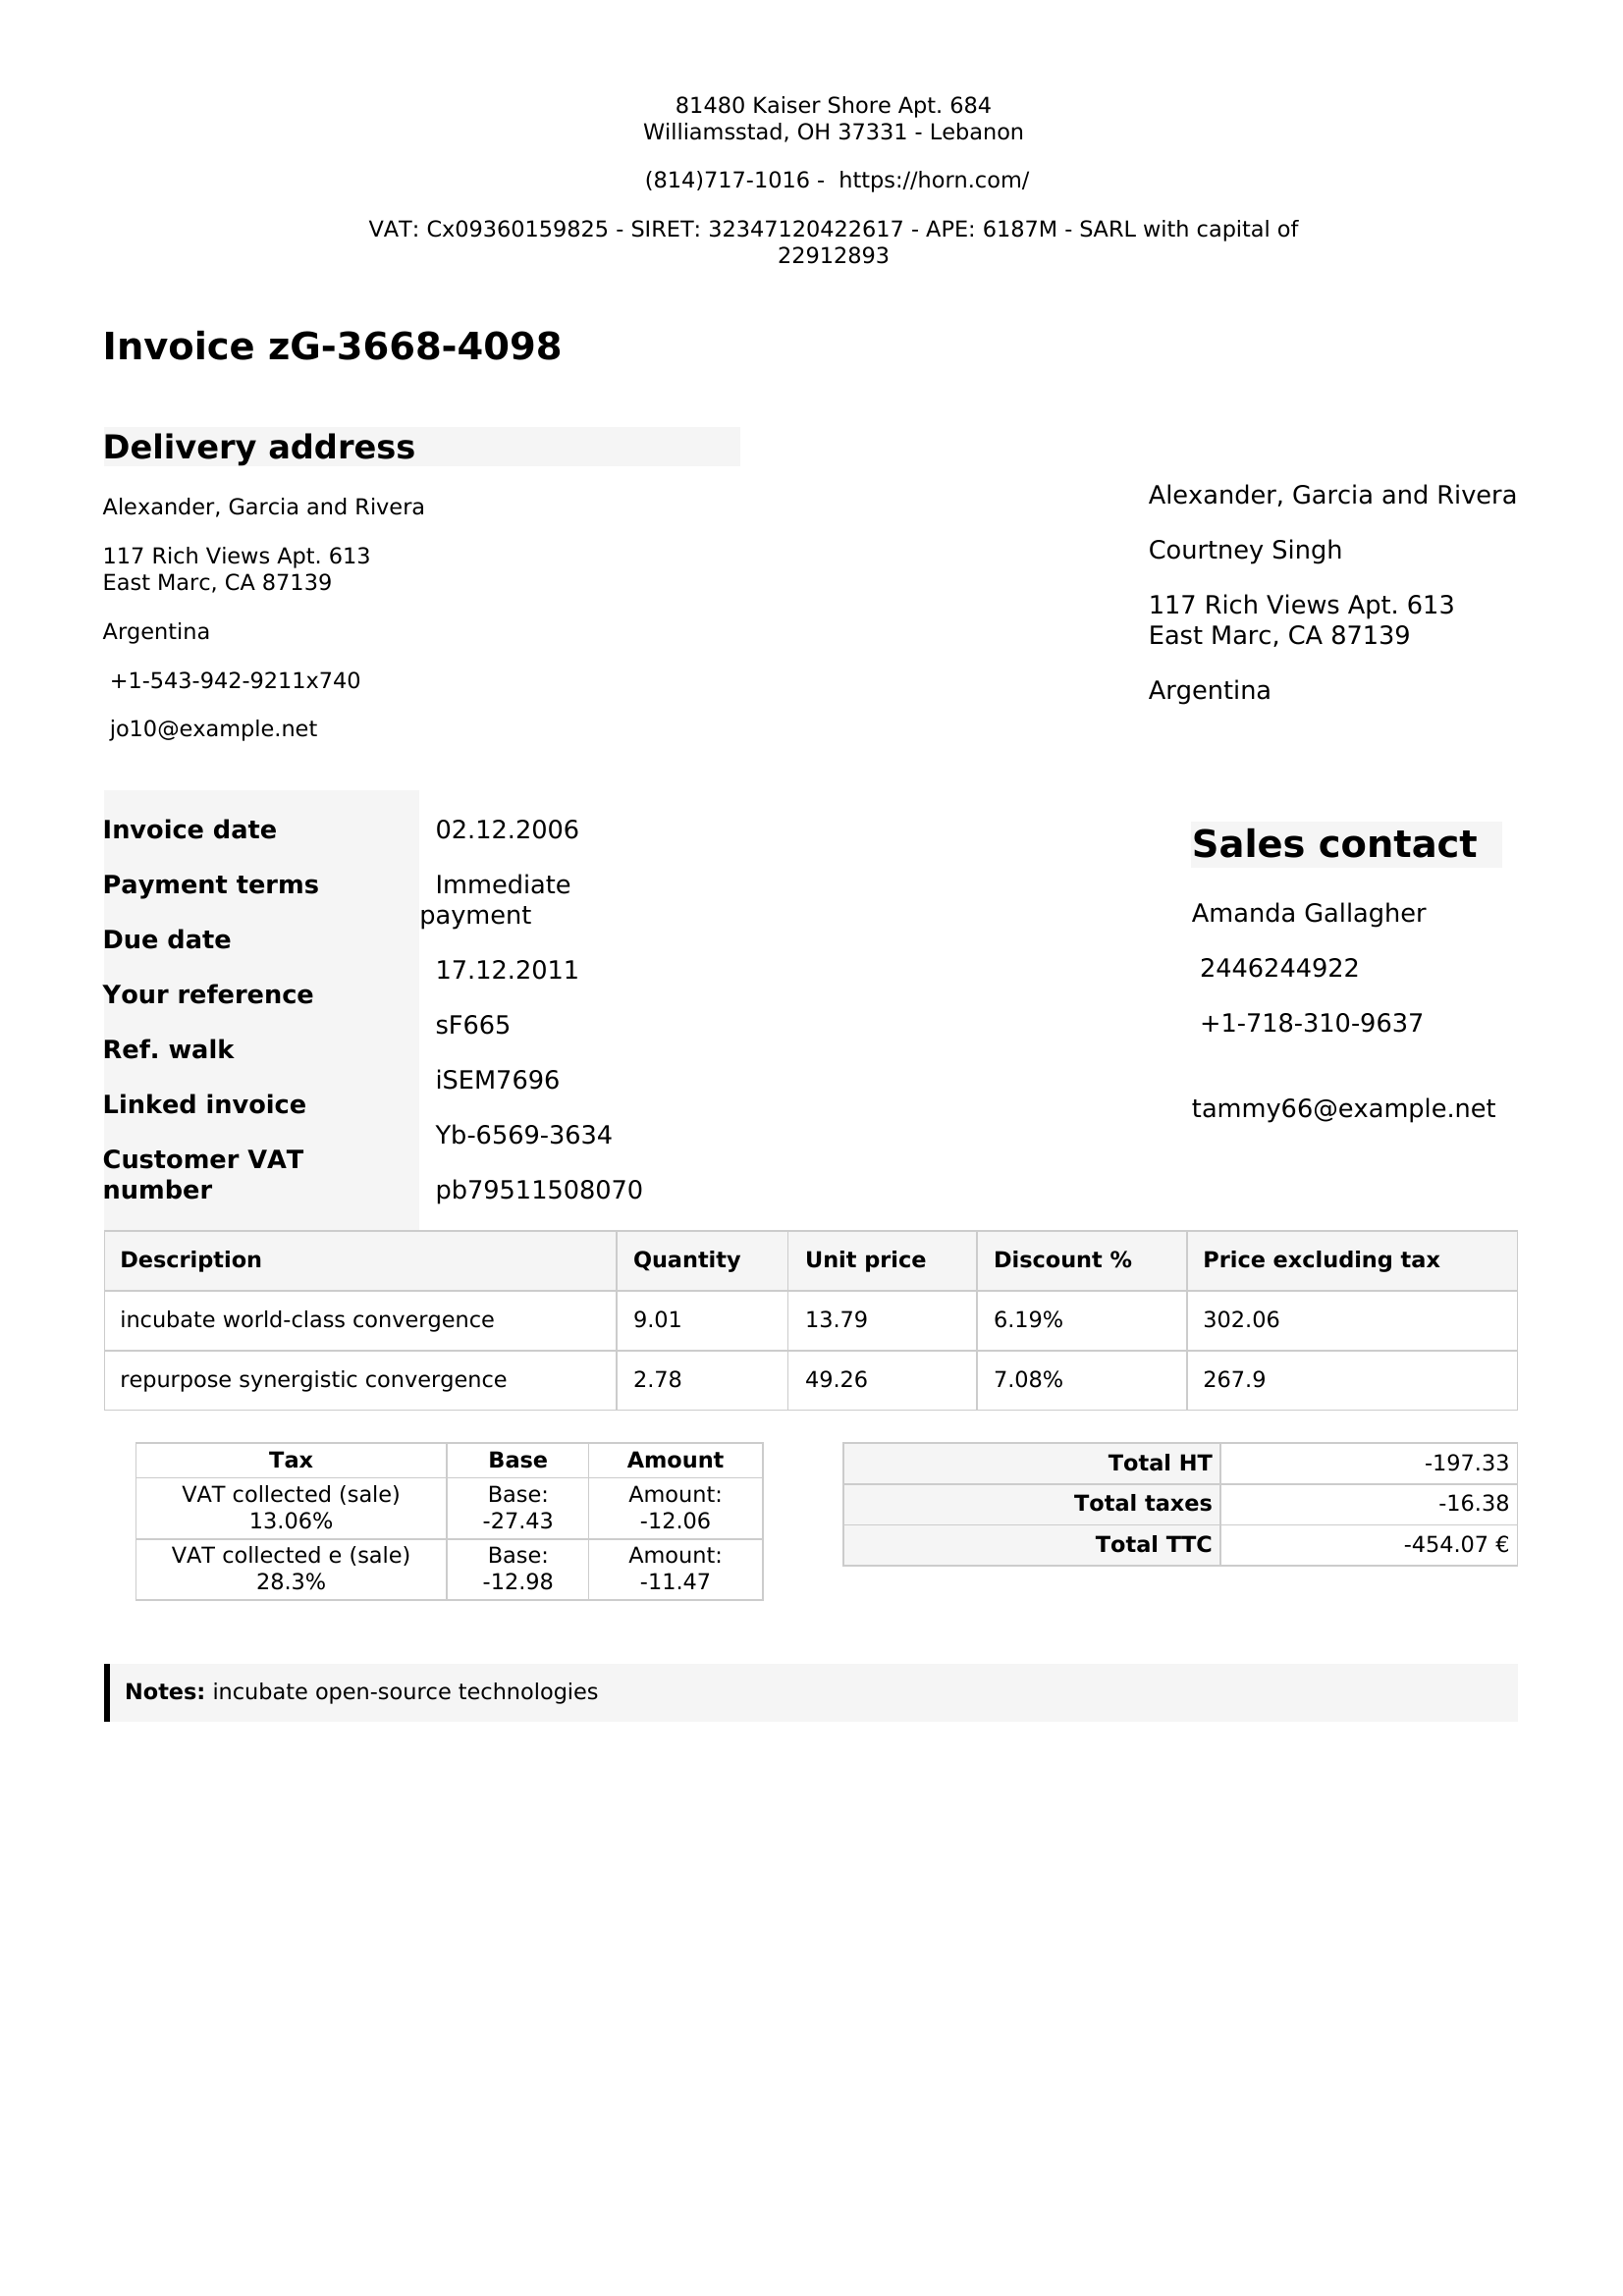 81480 Kaiser Shore Apt. 684
Williamsstad, OH 37331 - Lebanon
(814)717-1016 - https://horn.com/
VAT: Cx09360159825 - SIRET: 32347120422617 - APE: 6187M - SARL with capital of
22912893
Invoice zG-3668-4098
Delivery address
Alexander, Garcia and Rivera
117 Rich Views Apt. 613
East Marc, CA 87139
Argentina
+1-543-942-9211x740
jo10@example.net
Alexander, Garcia and Rivera
Courtney Singh
117 Rich Views Apt. 613
East Marc, CA 87139
Argentina
Invoice date
Payment terms
Due date
Your reference
Ref. walk
Linked invoice
Customer VAT
number
02.12.2006
Immediate
payment
17.12.2011
sF665
iSEM7696
Yb-6569-3634
pb79511508070
Sales contact
Amanda Gallagher
2446244922
+1-718-310-9637
tammy66@example.net
Description Quantity Unit price Discount % Price excluding tax
incubate world-class convergence 9.01 13.79 6.19% 302.06
repurpose synergistic convergence 2.78 49.26 7.08% 267.9
Tax Base Amount
VAT collected (sale) Base: Amount:
13.06% -27.43 -12.06
VAT collected e (sale) Base: Amount:
28.3% -12.98 -11.47
Total HT -197.33
Total taxes -16.38
Total TTC -454.07 €
Notes: incubate open-source technologies